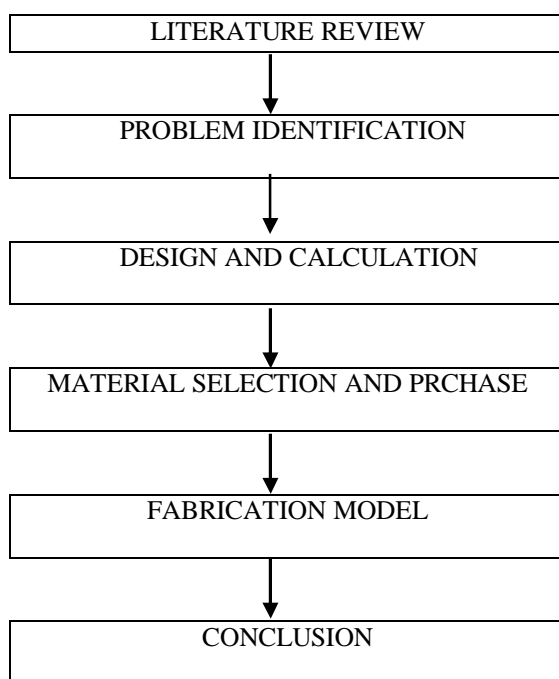 LITERATURE REVIEW
PROBLEM IDENTIFICATION
DESIGN AND CALCULATION
MATERIAL SELECTION AND PRCHASE
FABRICATION MODEL
CONCLUSION